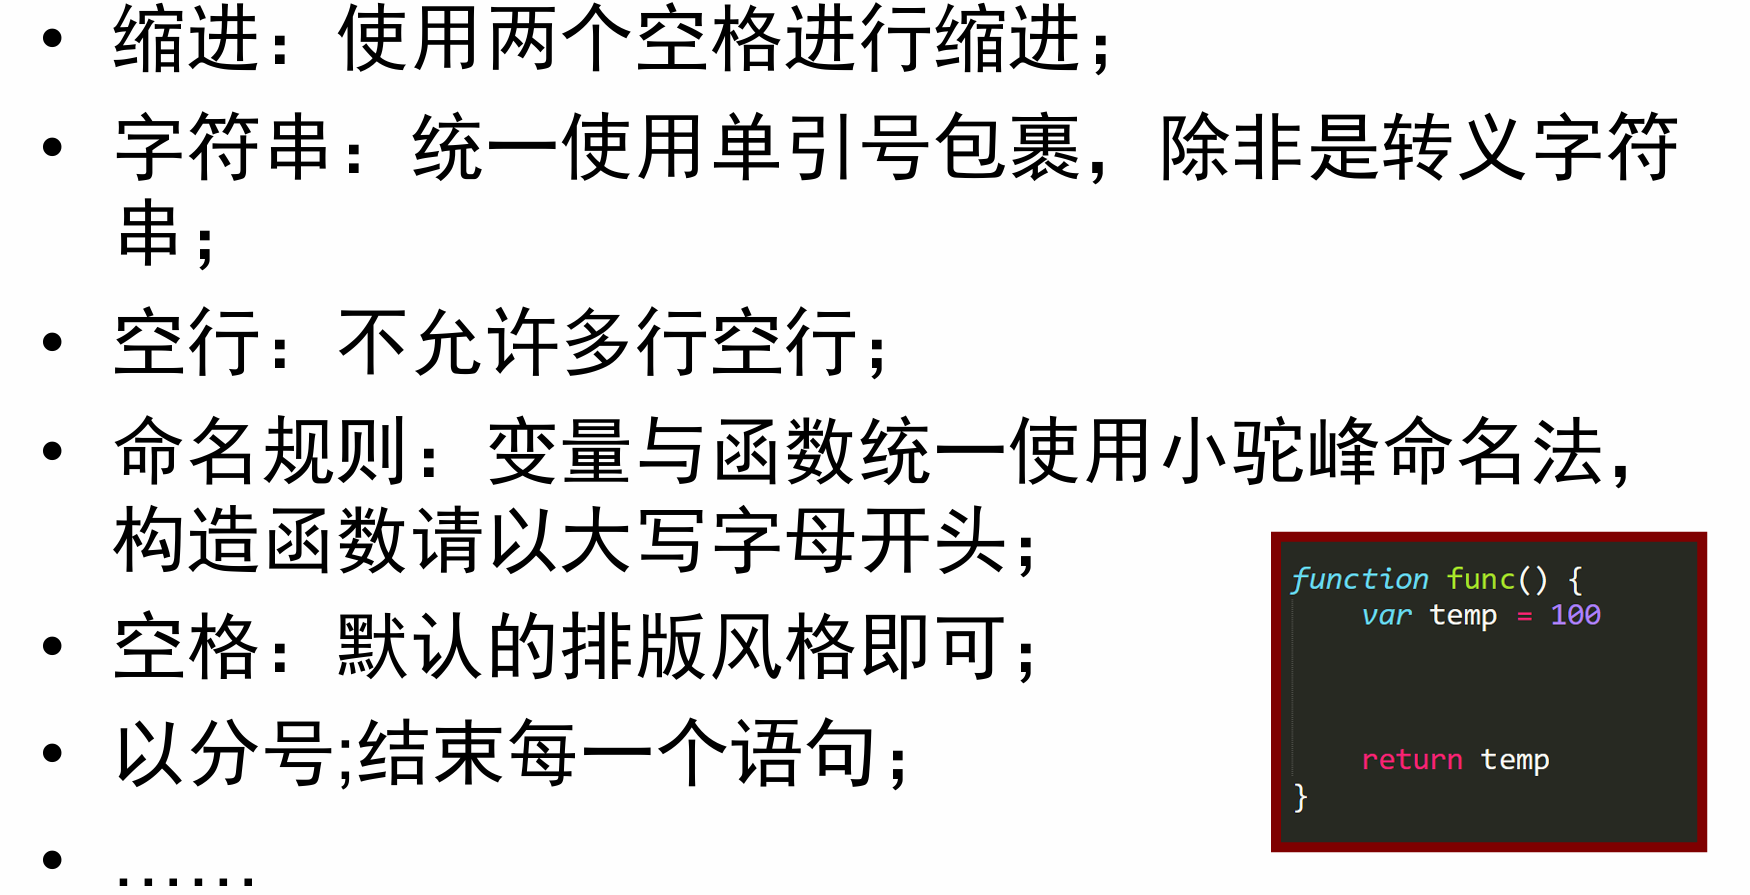 • 缩进：使用两个空格进行缩进；
• 字符串：统一使用单引号包裹，除非是转义字符
串；
• 空行：不允许多行空行；
• 命名规则：变量与函数统一使用小驼峰命名法，
构造函数请以大写字母开头；
• 空格：默认的排版风格即可；
• 以分号;结束每一个语句；
• ……
function func() {
var temp = 100
return temp
}